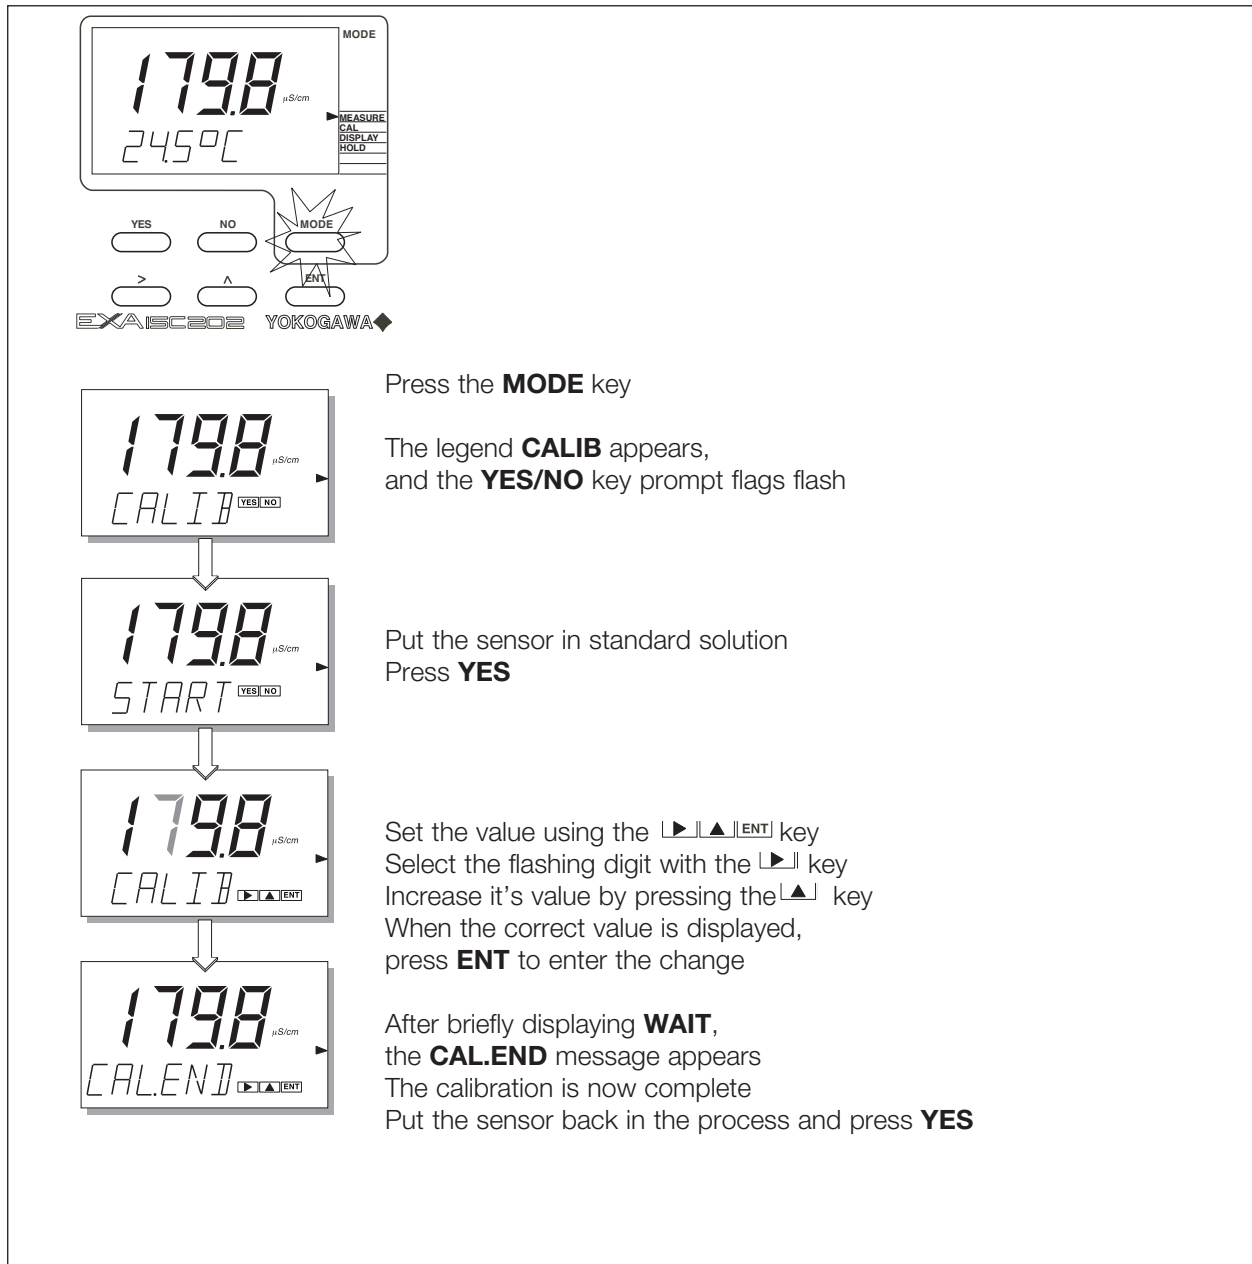 MODE
179.8 µS/cm
MEASURE
CAL
DISPLAY
HOLD
24.5°C
YES NO MODE
> ^ ENT
EXA ISC202 YOKOGAWA
Press the MODE key
179.8 µS/cm
The legend CALIB appears,
and the YES/NO key prompt flags flash
CALIB YES NO
179.8 µS/cm
Put the sensor in standard solution
Press YES
START YES NO
179.8 µS/cm
CALIB ▶ ▲ ENT
Set the value using the ▶ ▲ ENT key
Select the flashing digit with the ▶ key
Increase it's value by pressing the ▲ key
When the correct value is displayed,
press ENT to enter the change
179.8 µS/cm
CAL.END ▶ ▲ ENT
After briefly displaying WAIT,
the CAL.END message appears
The calibration is now complete
Put the sensor back in the process and press YES